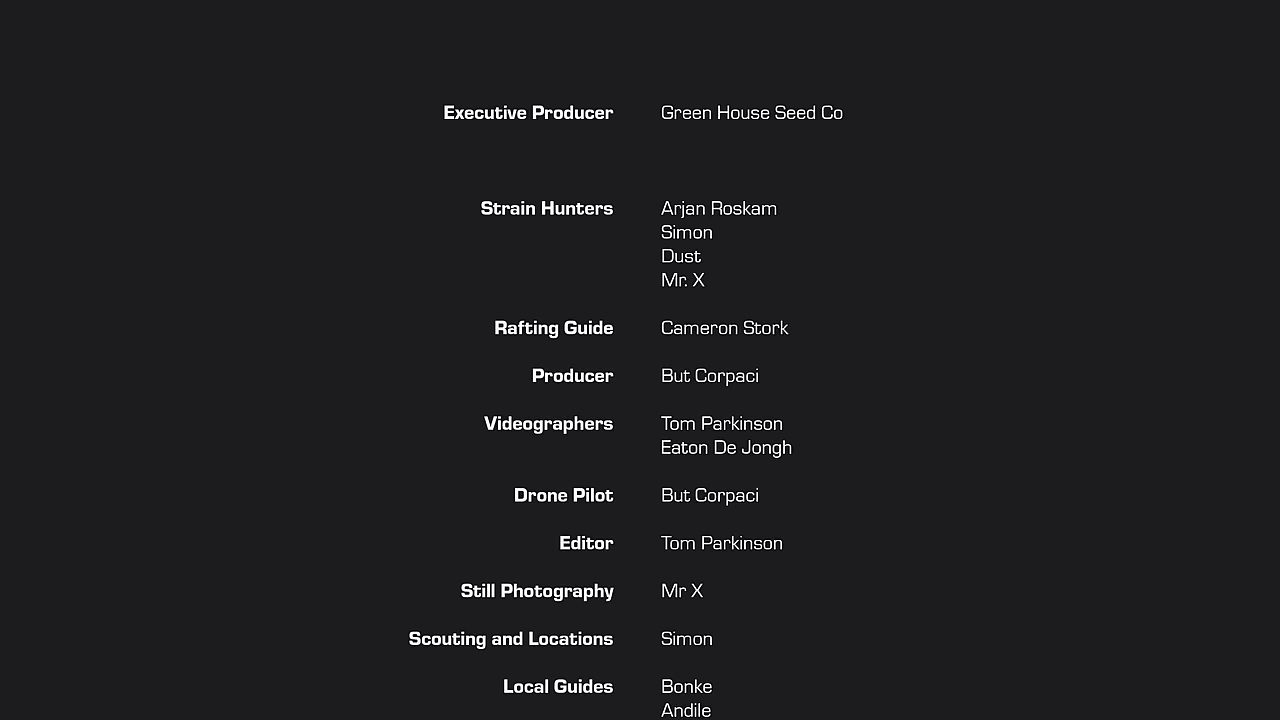 Executive Producer Green House Seed Co
Strain Hunters Arjan Roskam
Simon
Dust
Mr. X
Rafting Guide Cameron Stork
Producer But Corpaci
Videographers Tom Parkinson
Eaton De Jongh
Drone Pilot But Corpaci
Editor Tom Parkinson
Still Photography Mr X
Scouting and Locations Simon
Local Guides Bonke
Andile